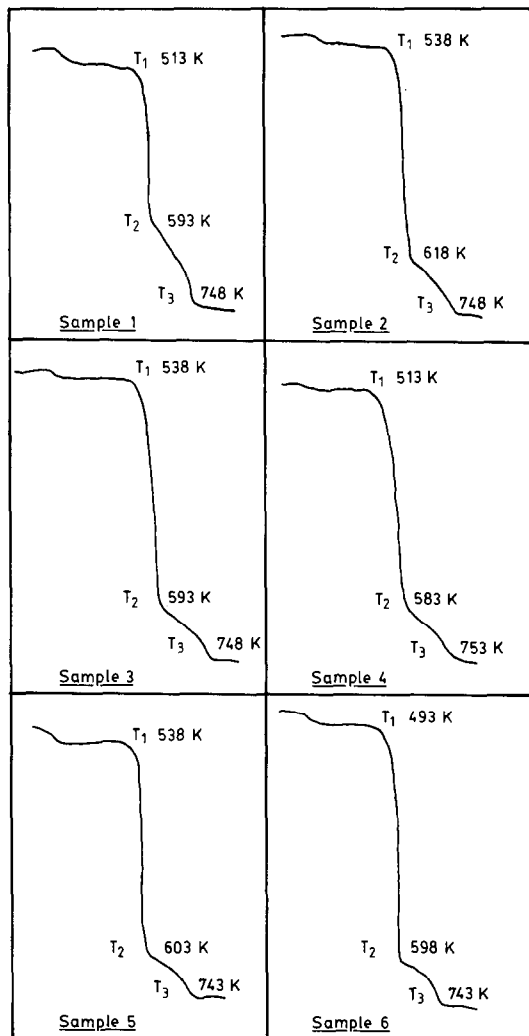 T₁ 513 K
T₂ 593 K
T₃ 748 K
Sample 1
T₁ 538 K
T₂ 618 K
T₃ 748 K
Sample 2
T₁ 538 K
T₂ 593 K
T₃ 748 K
Sample 3
T₁ 513 K
T₂ 583 K
T₃ 753 K
Sample 4
T₁ 538 K
T₂ 603 K
T₃ 743 K
Sample 5
T₁ 493 K
T₂ 598 K
T₃ 743 K
Sample 6